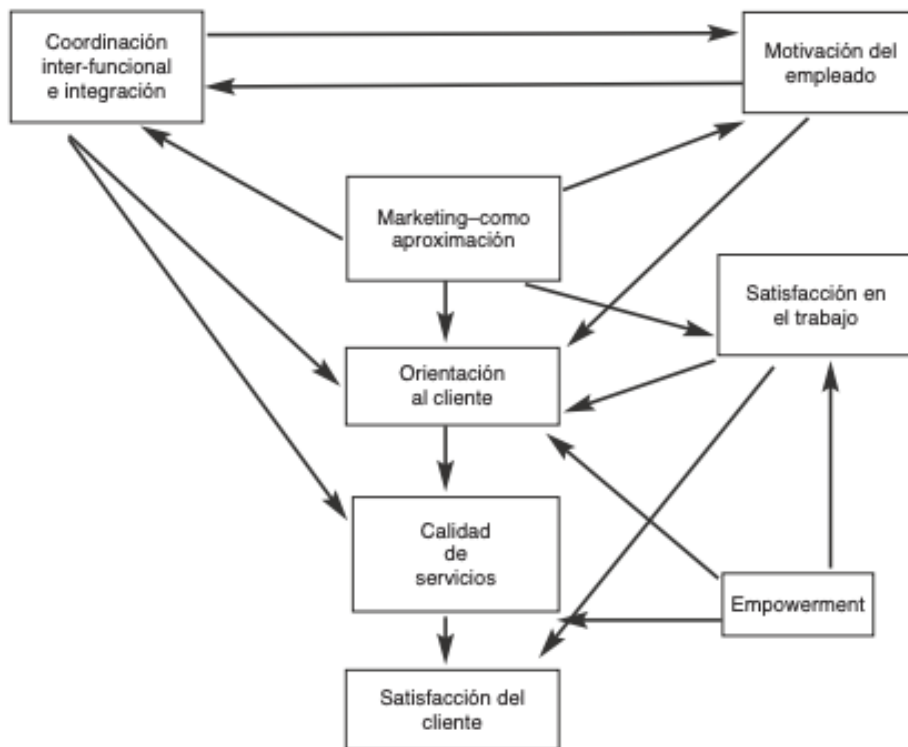 Coordinación
inter-funcional
e integración
Motivación del
empleado
Marketing–como
aproximación
Satisfacción en
el trabajo
Orientación
al cliente
Calidad
de
servicios
Empowerment
Satisfacción del
cliente